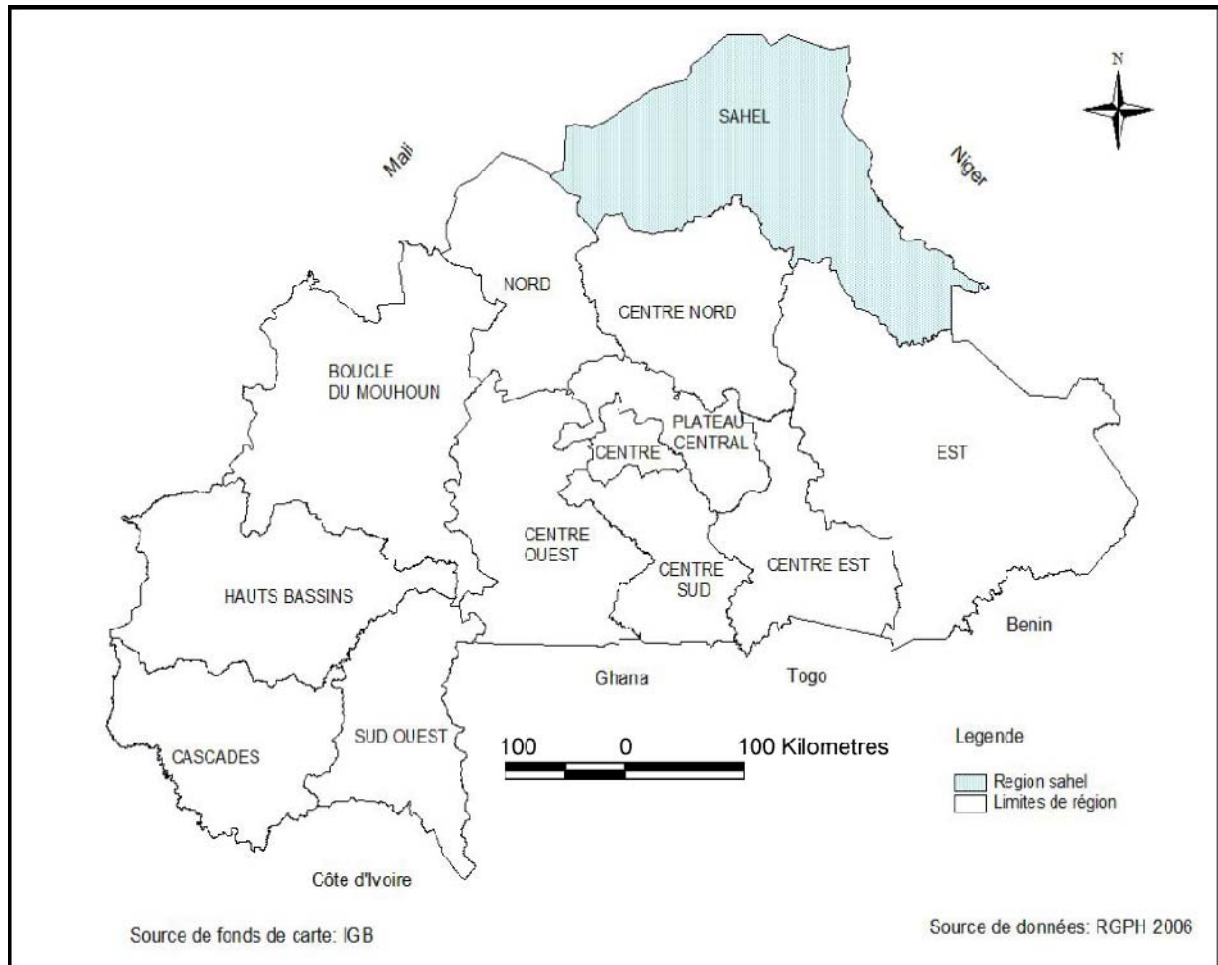 N
SAHEL
Mali
Niger
NORD
CENTRE NORD
BOUCLE
DU MOUHOUN
PLATEAU
CENTRAL
CENTRE
EST
CENTRE
OUEST
CENTRE
SUD
CENTRE EST
HAUTS BASSINS
Benin
Ghana
Togo
SUD OUEST
CASCADES
100 0 100 Kilometres
Legende
Region sahel
Limites de région
Côte d'Ivoire
Source de fonds de carte: IGB
Source de données: RGPH 2006